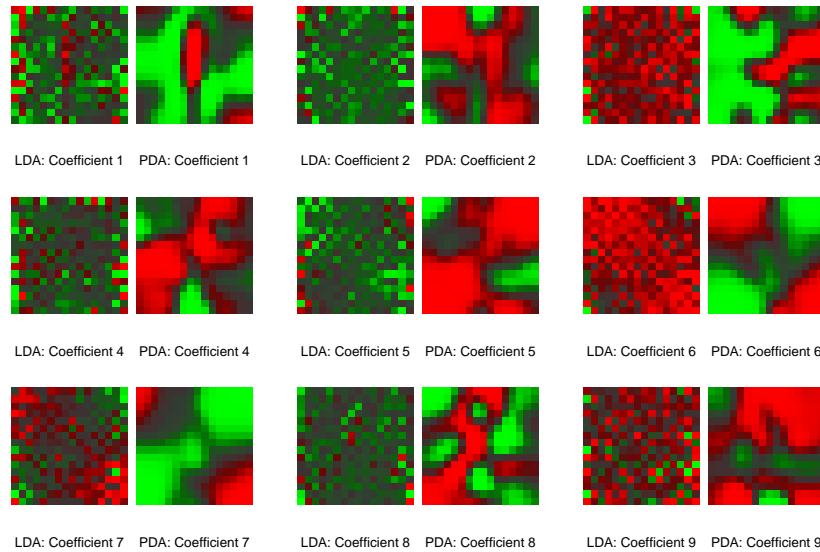 LDA: Coefficient 1 PDA: Coefficient 1 LDA: Coefficient 2 PDA: Coefficient 2 LDA: Coefficient 3 PDA: Coefficient 3
LDA: Coefficient 4 PDA: Coefficient 4 LDA: Coefficient 5 PDA: Coefficient 5 LDA: Coefficient 6 PDA: Coefficient 6
LDA: Coefficient 7 PDA: Coefficient 7 LDA: Coefficient 8 PDA: Coefficient 8 LDA: Coefficient 9 PDA: Coefficient 9